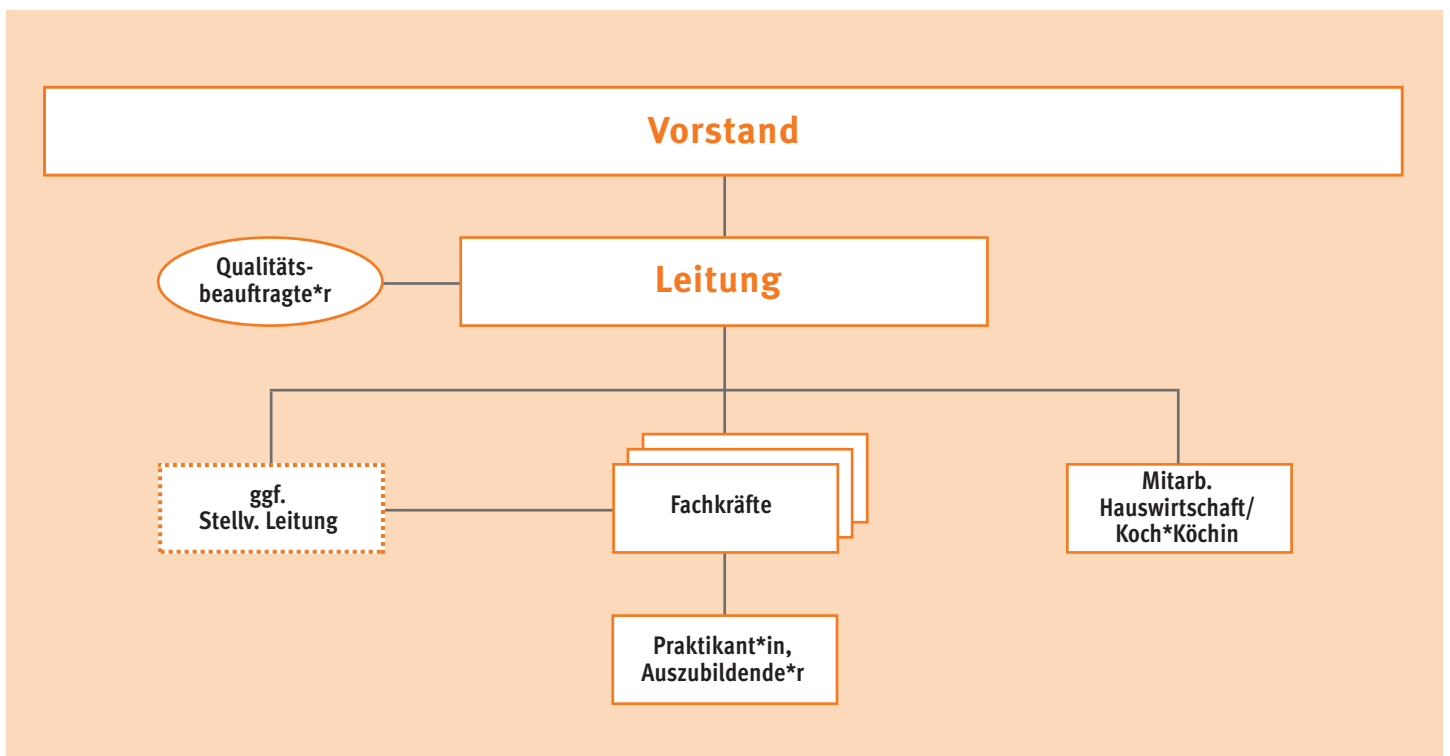 Vorstand
Qualitäts-
beauftragte*r
Leitung
ggf.
Stellv. Leitung
Fachkräfte
Mitarb.
Hauswirtschaft/
Koch*Köchin
Praktikant*in,
Auszubildende*r